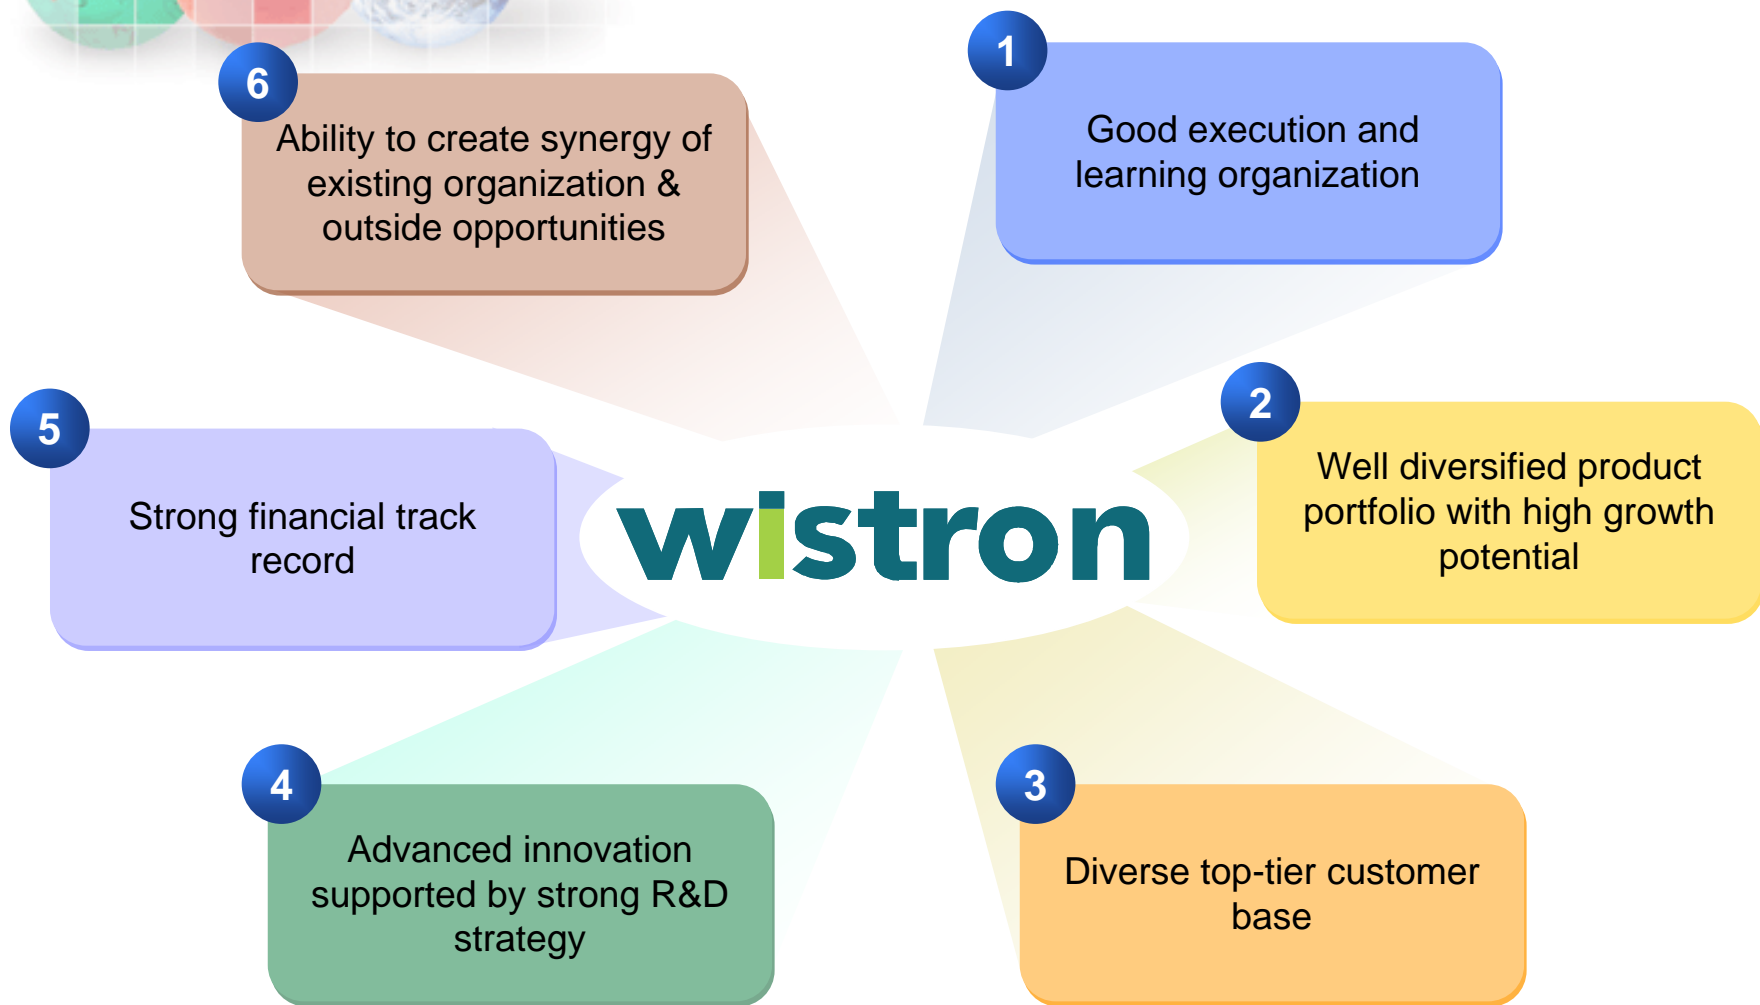 1
Good execution and
learning organization
2
Well diversified product
portfolio with high growth
potential
3
Diverse top-tier customer
base
4
Advanced innovation
supported by strong R&D
strategy
5
Strong financial track
record
6
Ability to create synergy of
existing organization &
outside opportunities
wistron